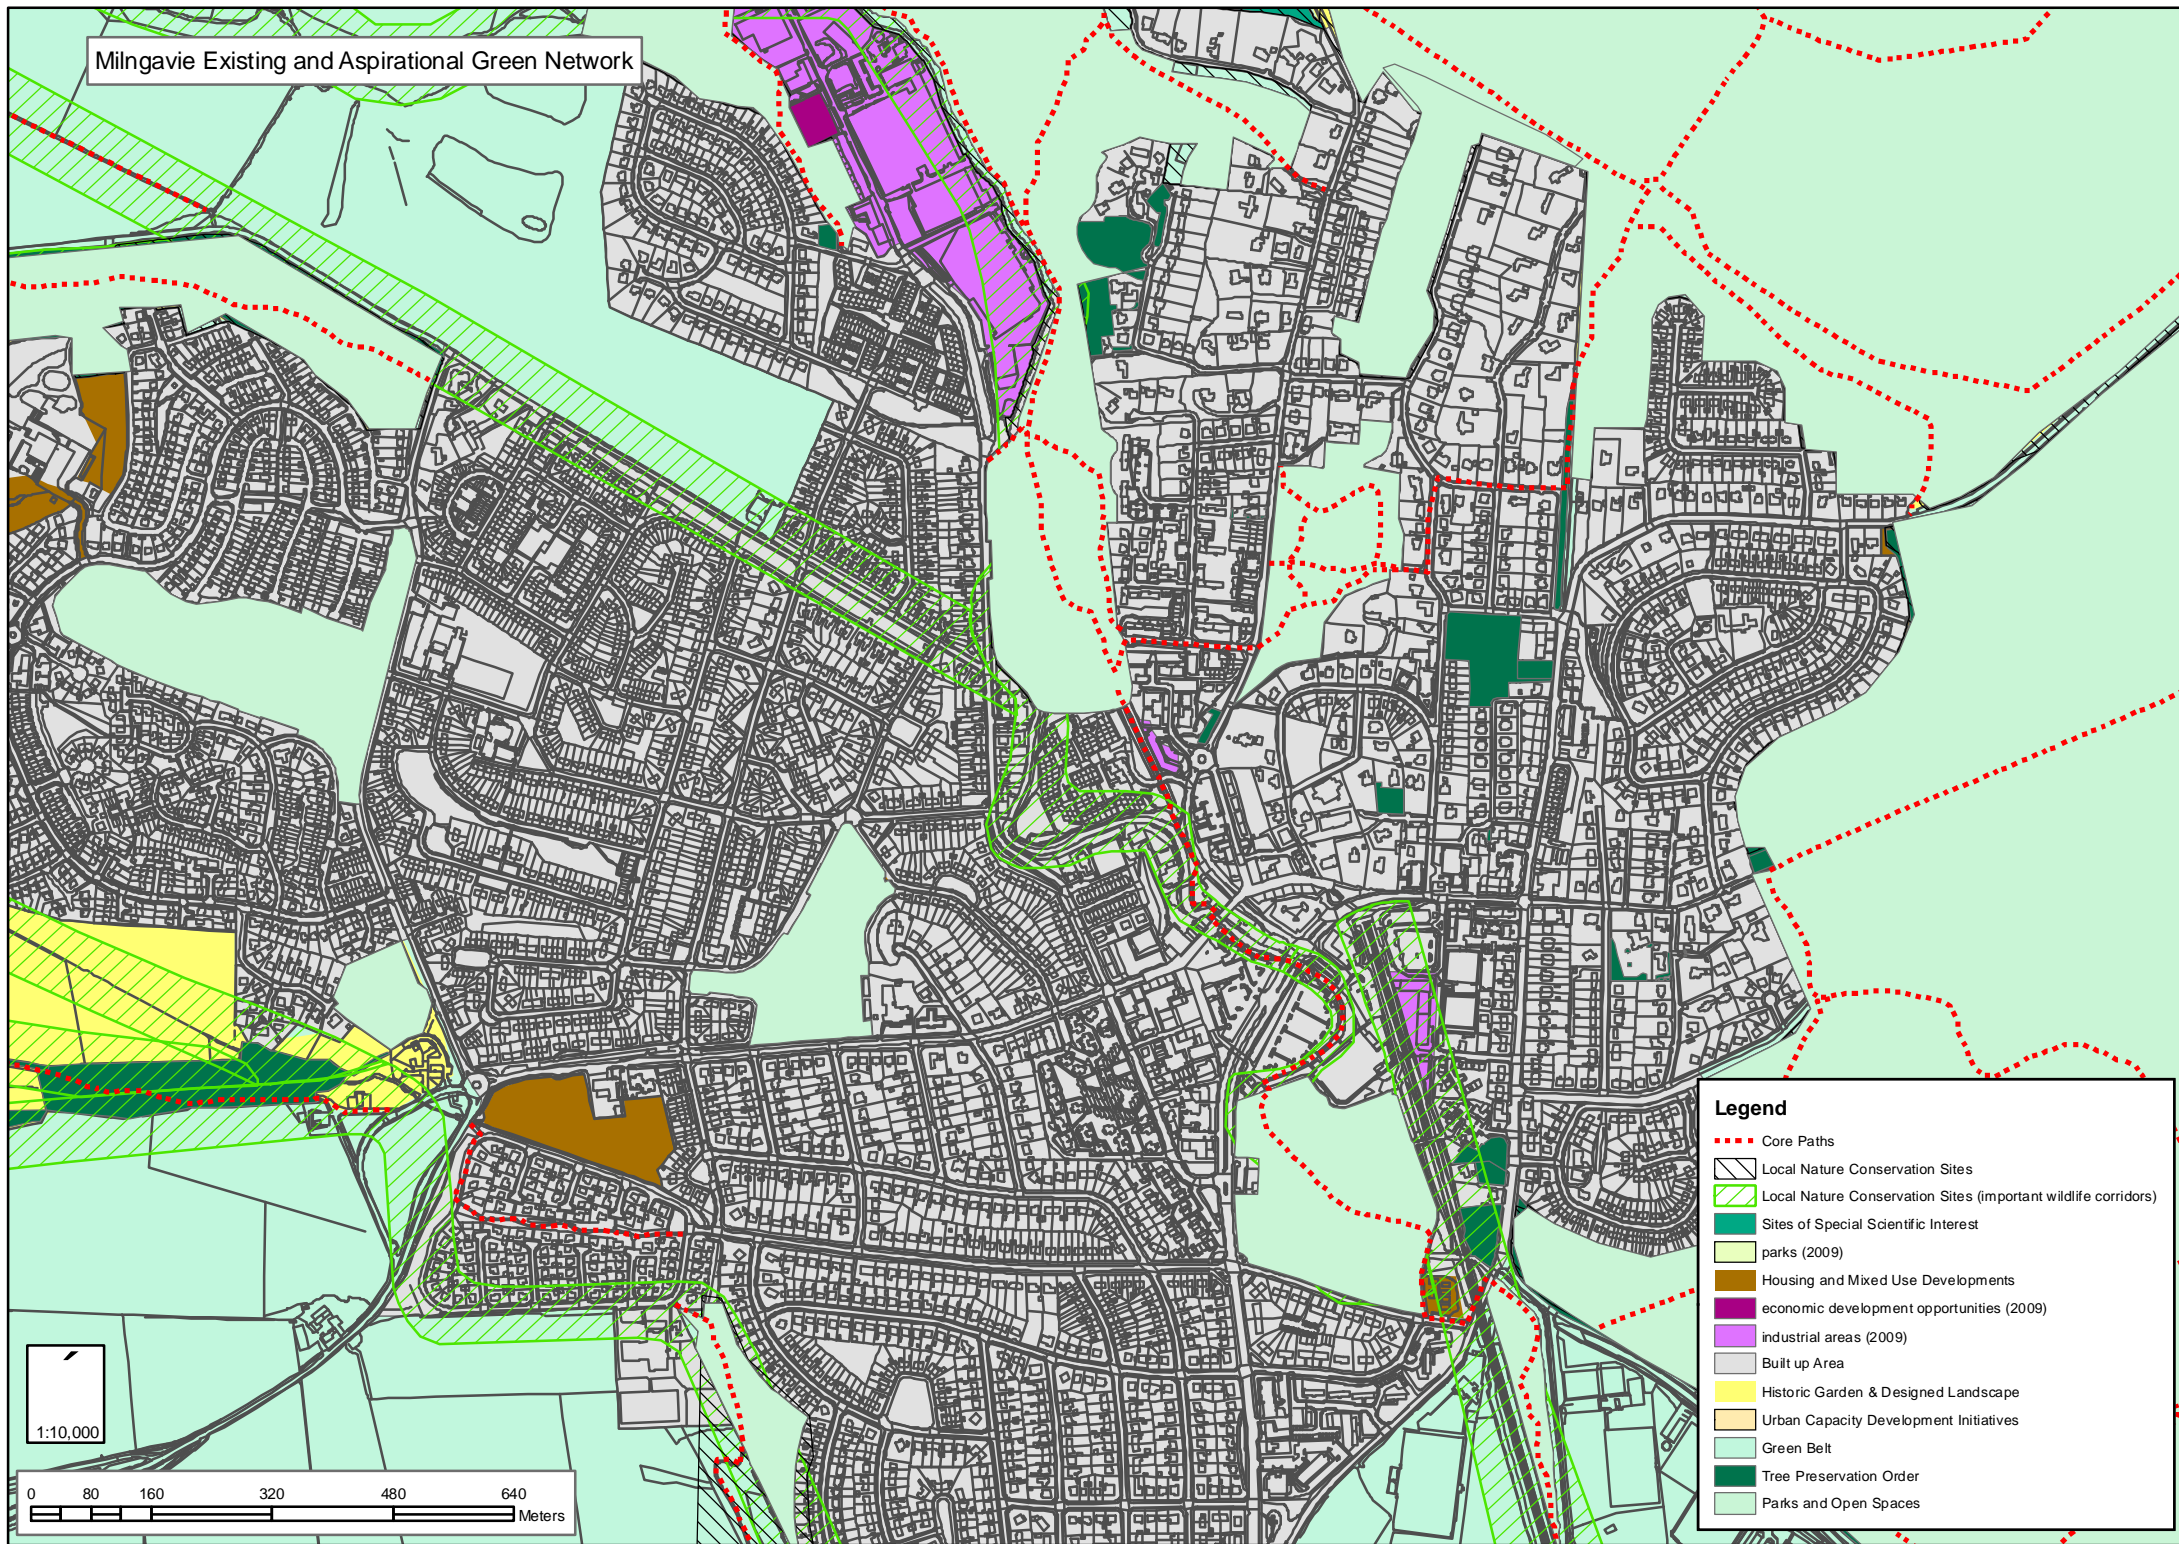 Milngavie Existing and Aspirational Green Network
Legend
Core Paths
Local Nature Conservation Sites
Local Nature Conservation Sites (important wildlife corridors)
Sites of Special Scientific Interest
parks (2009)
Housing and Mixed Use Developments
economic development opportunities (2009)
industrial areas (2009)
Built up Area
Historic Garden & Designed Landscape
Urban Capacity Development Initiatives
Green Belt
Tree Preservation Order
Parks and Open Spaces
1:10,000
0 80 160 320 480 640
Meters